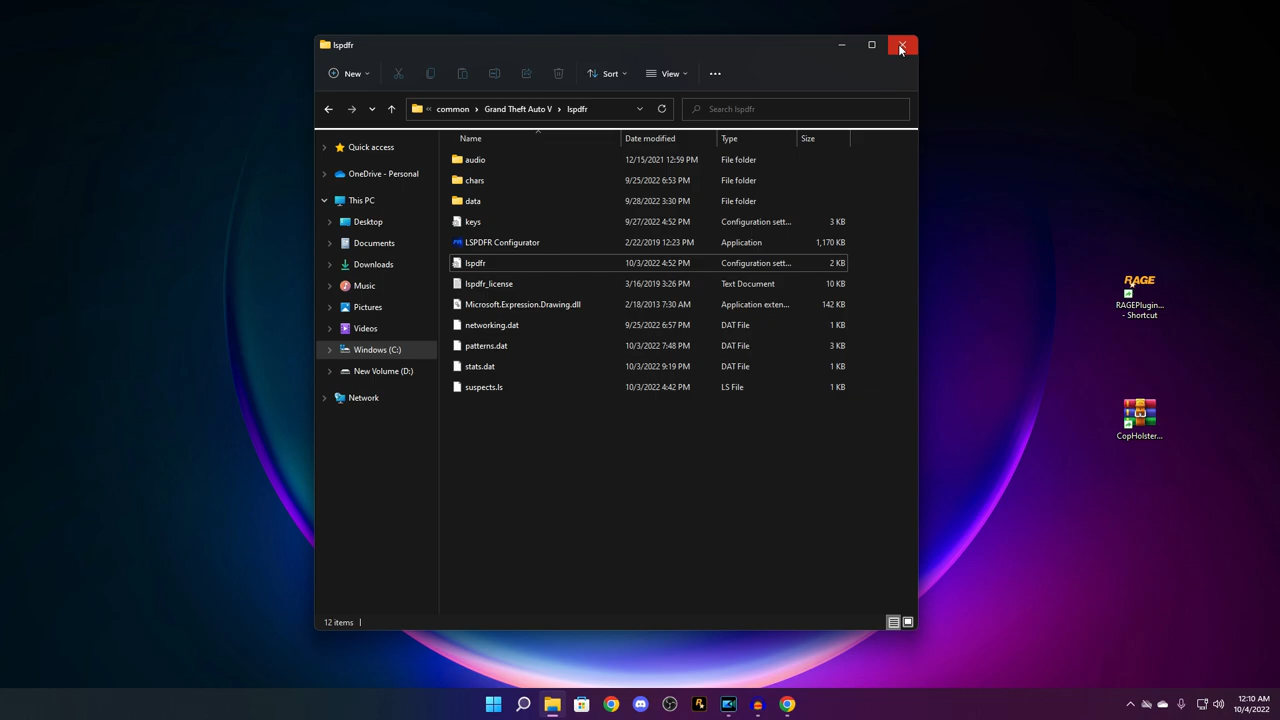 lspdfr
New
Sort
View
common
Grand Theft Auto V
lspdfr
Search lspdfr
Name
Date modified
Type
Size
Quick access
OneDrive - Personal
This PC
Desktop
Documents
Downloads
Music
Pictures
Videos
Windows (C:)
New Volume (D:)
Network
audio 12/15/2021 12:59 PM File folder
chars 9/25/2022 6:53 PM File folder
data 9/28/2022 3:30 PM File folder
keys 9/27/2022 4:52 PM Configuration sett... 3 KB
LSPDFR Configurator 2/22/2019 12:23 PM Application 1,170 KB
lspdfr 10/3/2022 4:52 PM Configuration sett... 2 KB
lspdfr_license 3/16/2019 3:26 PM Text Document 10 KB
Microsoft.Expression.Drawing.dll 2/18/2013 7:30 AM Application exten... 142 KB
networking.dat 9/25/2022 6:57 PM DAT File 1 KB
patterns.dat 10/3/2022 7:48 PM DAT File 3 KB
stats.dat 10/3/2022 9:19 PM DAT File 1 KB
suspects.ls 10/3/2022 4:42 PM LS File 1 KB
12 items
RAGE
RAGEPlugin...
- Shortcut
CopHolster...
12:10 AM
10/4/2022